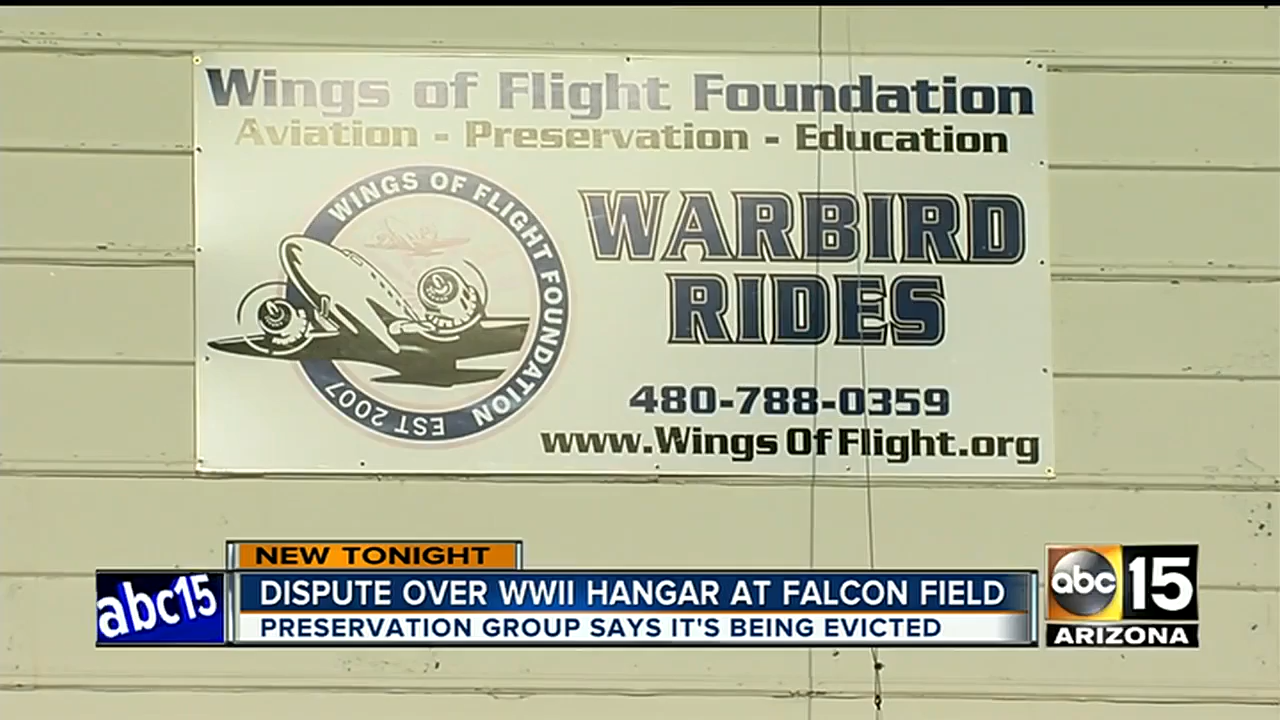 Wings of Flight Foundation
Aviation - Preservation - Education
WINGS OF FLIGHT FOUNDATION
EST 2007
WARBIRD
RIDES
480-788-0359
www.WingsOfFlight.org
NEW TONIGHT
abc15
DISPUTE OVER WWII HANGAR AT FALCON FIELD
PRESERVATION GROUP SAYS IT'S BEING EVICTED
abc 15
ARIZONA